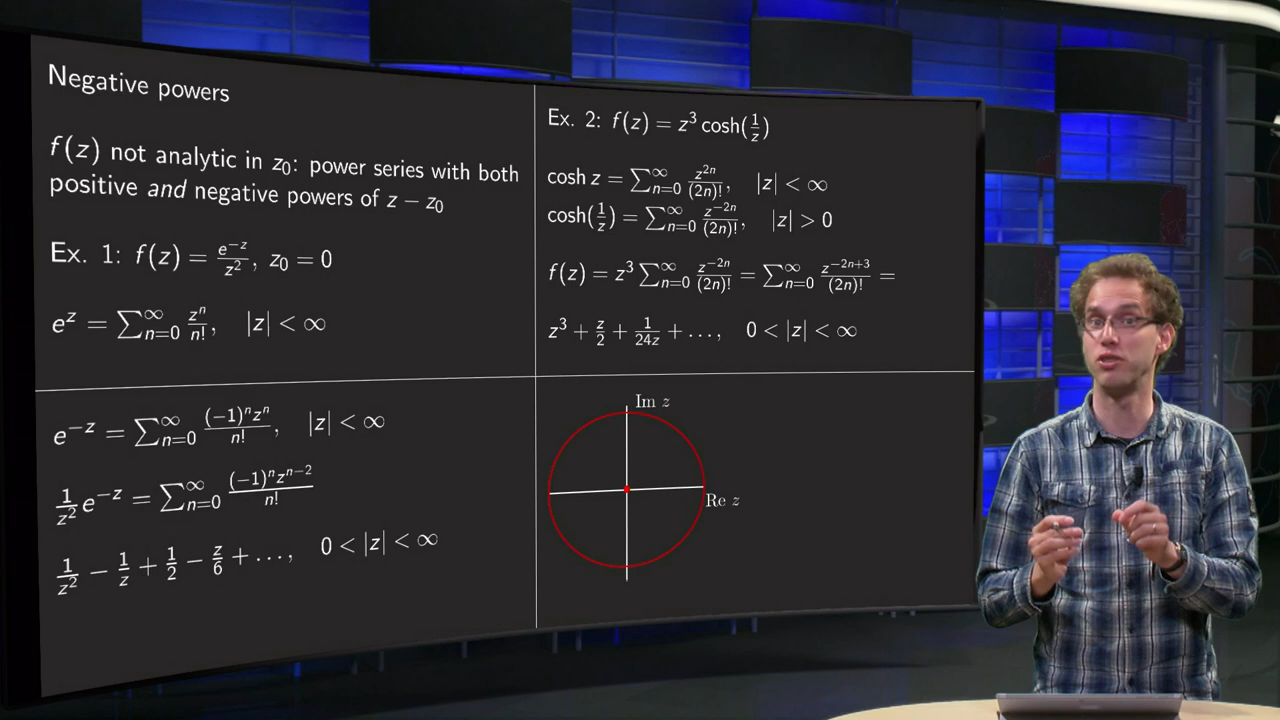 Negative powers
f(z) not analytic in z₀: power series with both
positive and negative powers of z − z₀
Ex. 1: f(z) = e^{−z}/z², z₀ = 0
e^z = ∑_{n=0}^{∞} z^n/n!, |z| < ∞
e^{−z} = ∑_{n=0}^{∞} (−1)^n z^n/n!, |z| < ∞
1/z² e^{−z} = ∑_{n=0}^{∞} (−1)^n z^{n−2}/n!
1/z² − 1/z + 1/2 − z/6 + …, 0 < |z| < ∞
Ex. 2: f(z) = z³ cosh(1/z)
cosh z = ∑_{n=0}^{∞} z^{2n}/(2n)!, |z| < ∞
cosh(1/z) = ∑_{n=0}^{∞} z^{−2n}/(2n)!, |z| > 0
f(z) = z³ ∑_{n=0}^{∞} z^{−2n}/(2n)! = ∑_{n=0}^{∞} z^{−2n+3}/(2n)! =
z³ + z/2 + 1/24z + …, 0 < |z| < ∞
Im z
Re z